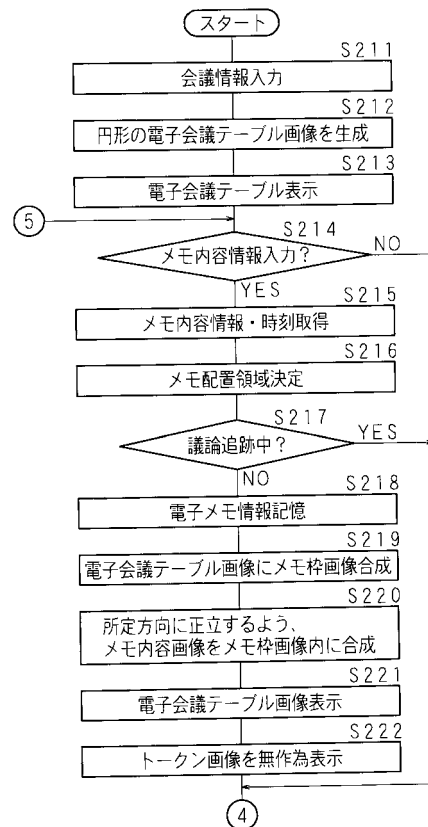 スタート
S211
会議情報入力
S212
円形の電子会議テーブル画像を生成
S213
電子会議テーブル表示
5
S214
メモ内容情報入力?
NO
YES
S215
メモ内容情報・時刻取得
S216
メモ配置領域決定
S217
議論追跡中?
YES
NO
S218
電子メモ情報記憶
S219
電子会議テーブル画像にメモ枠画像合成
S220
所定方向に正立するよう、
メモ内容画像をメモ枠画像内に合成
S221
電子会議テーブル画像表示
S222
トークン画像を無作為表示
4